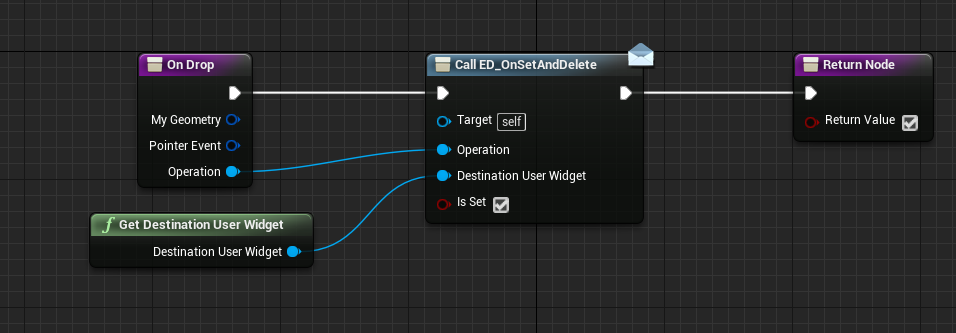 On Drop
My Geometry
Pointer Event
Operation
f Get Destination User Widget
Destination User Widget
Call ED_OnSetAndDelete
Target self
Operation
Destination User Widget
Is Set
Return Node
Return Value